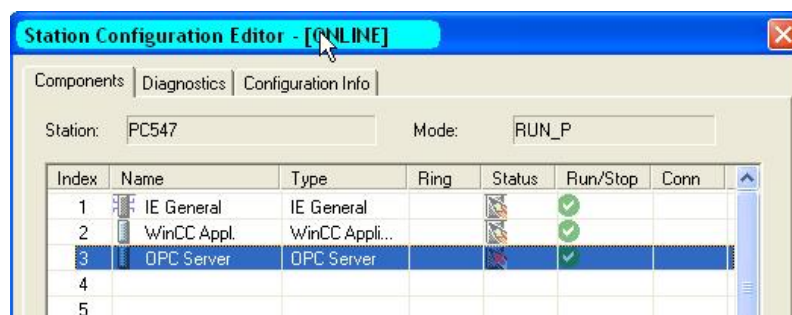 Station Configuration Editor - [ONLINE]
Components Diagnostics Configuration Info
Station: PC547 Mode: RUN_P
Index Name Type Ring Status Run/Stop Conn
1 IE General IE General
2 WinCC Appl. WinCC Appli...
3 OPC Server OPC Server
4
5